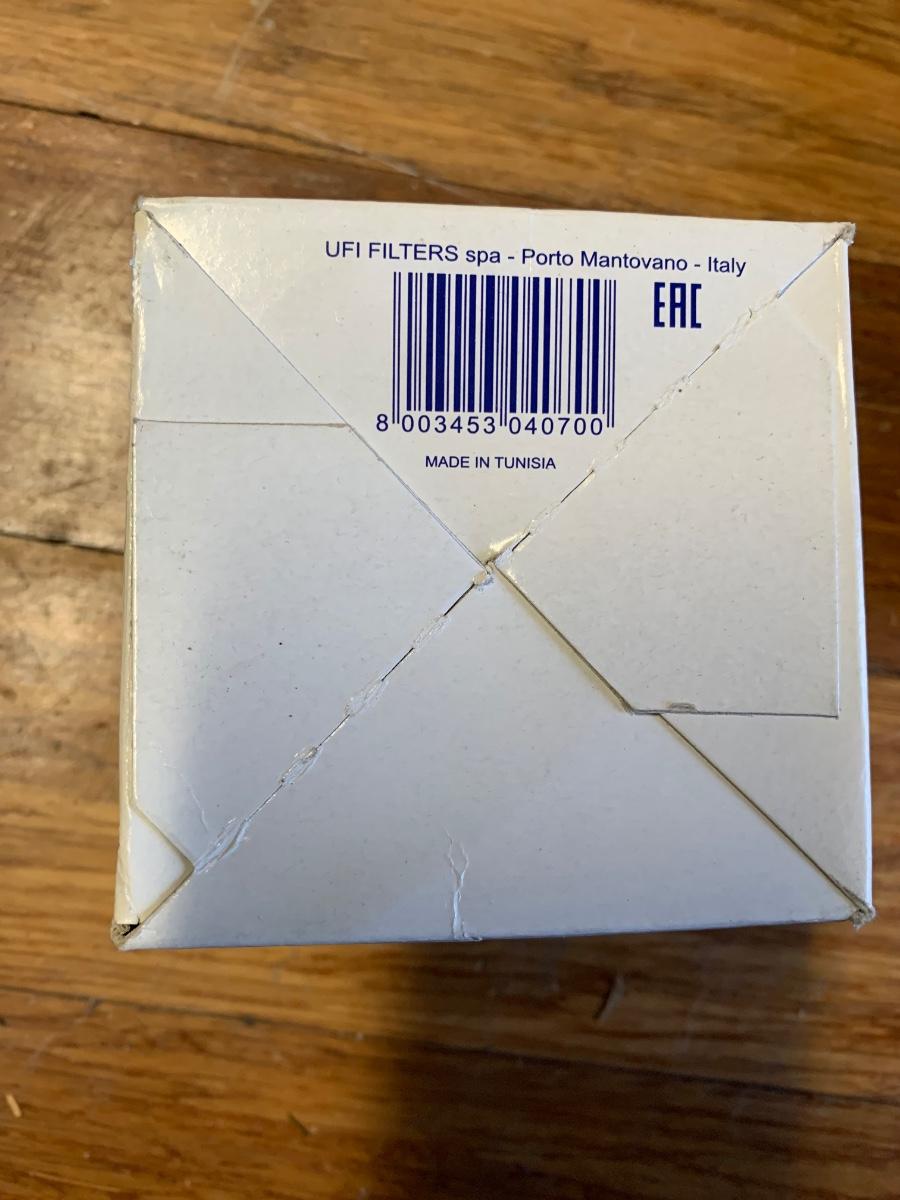 UFI FILTERS spa - Porto Mantovano - Italy
EAC
8 003453 040700
MADE IN TUNISIA